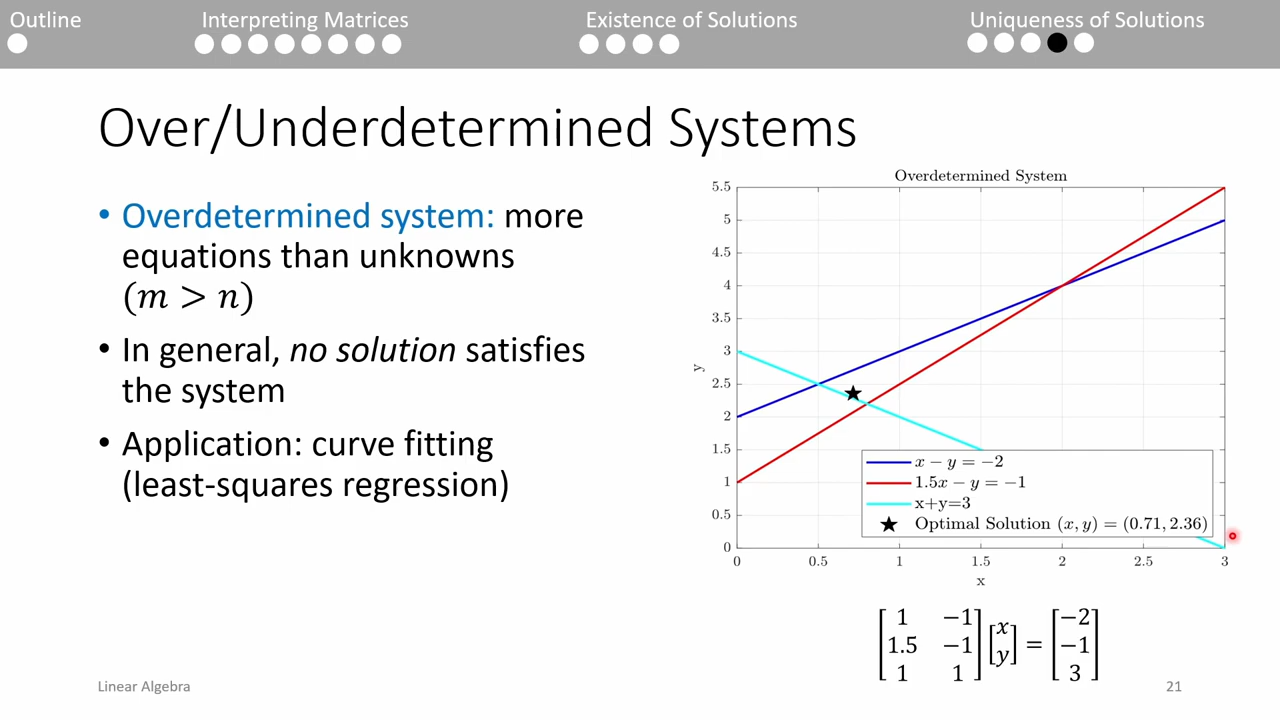 Outline
Interpreting Matrices
Existence of Solutions
Uniqueness of Solutions
Over/Underdetermined Systems
• Overdetermined system: more
equations than unknowns
(m > n)
• In general, no solution satisfies
the system
• Application: curve fitting
(least-squares regression)
Overdetermined System
5.5
5
4.5
4
3.5
3
2.5
2
1.5
1
0.5
0
y
0 0.5 1 1.5 2 2.5 3
x
x − y = −2
1.5x − y = −1
x+y=3
★ Optimal Solution (x, y) = (0.71, 2.36)
[1 −1] [x] [−2]
[1.5 −1] [y] = [−1]
[1 1] [3]
Linear Algebra
21